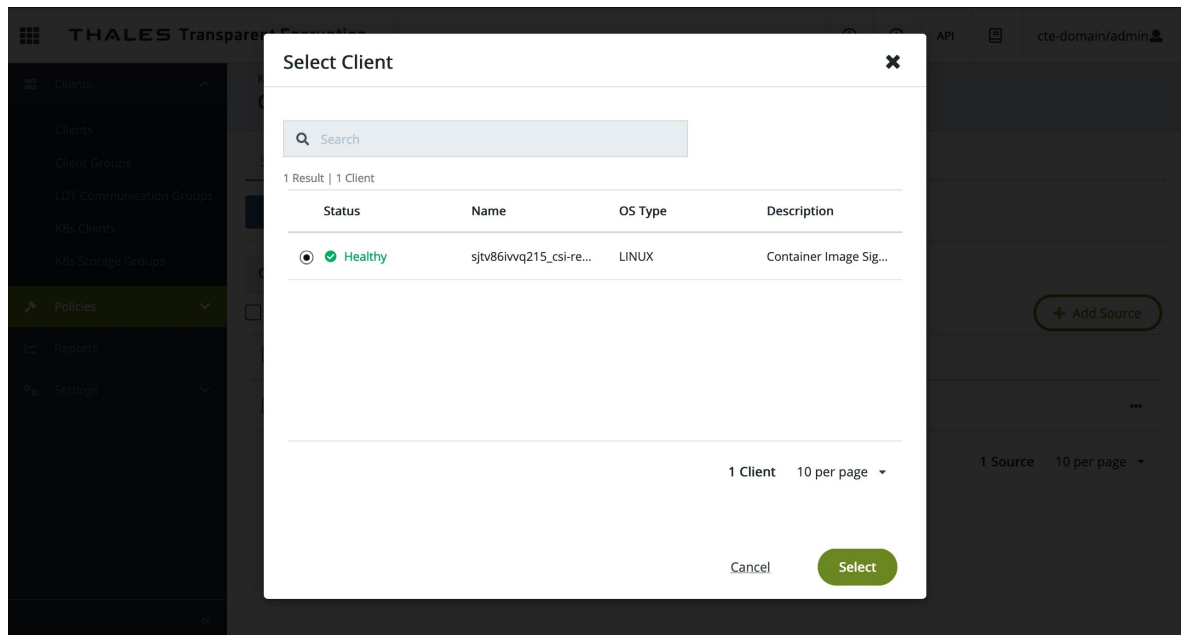 THALES Transparent Encryption
API
cte-domain/admin
Clients
Clients
Client Groups
LDT Communication Groups
K8s Clients
K8s Storage Groups
Policies
Reports
Settings
Select Client
Search
1 Result | 1 Client
Status Name OS Type Description
Healthy sjtv86ivvq215_csi-re... LINUX Container Image Sig...
1 Client 10 per page
Cancel Select
+ Add Source
1 Source 10 per page